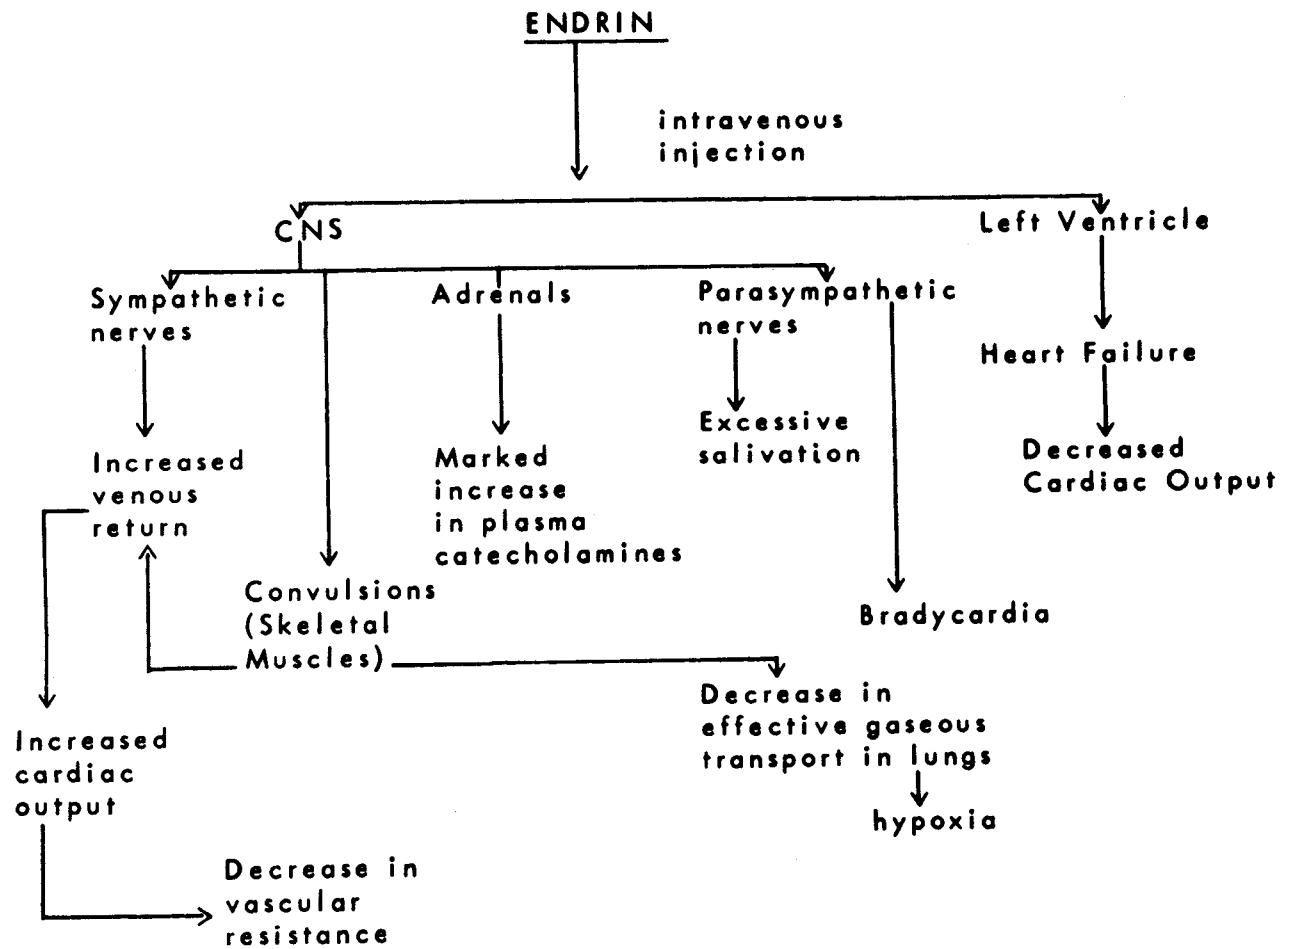 ENDRIN
intravenous
injection
CNS
Left Ventricle
Sympathetic
nerves
Adrenals
Parasympathetic
nerves
Heart Failure
Increased
venous
return
Marked
increase
in plasma
catecholamines
Excessive
salivation
Decreased
Cardiac Output
Convulsions
(Skeletal
Muscles)
Bradycardia
Decrease in
effective gaseous
transport in lungs
hypoxia
Increased
cardiac
output
Decrease in
vascular
resistance